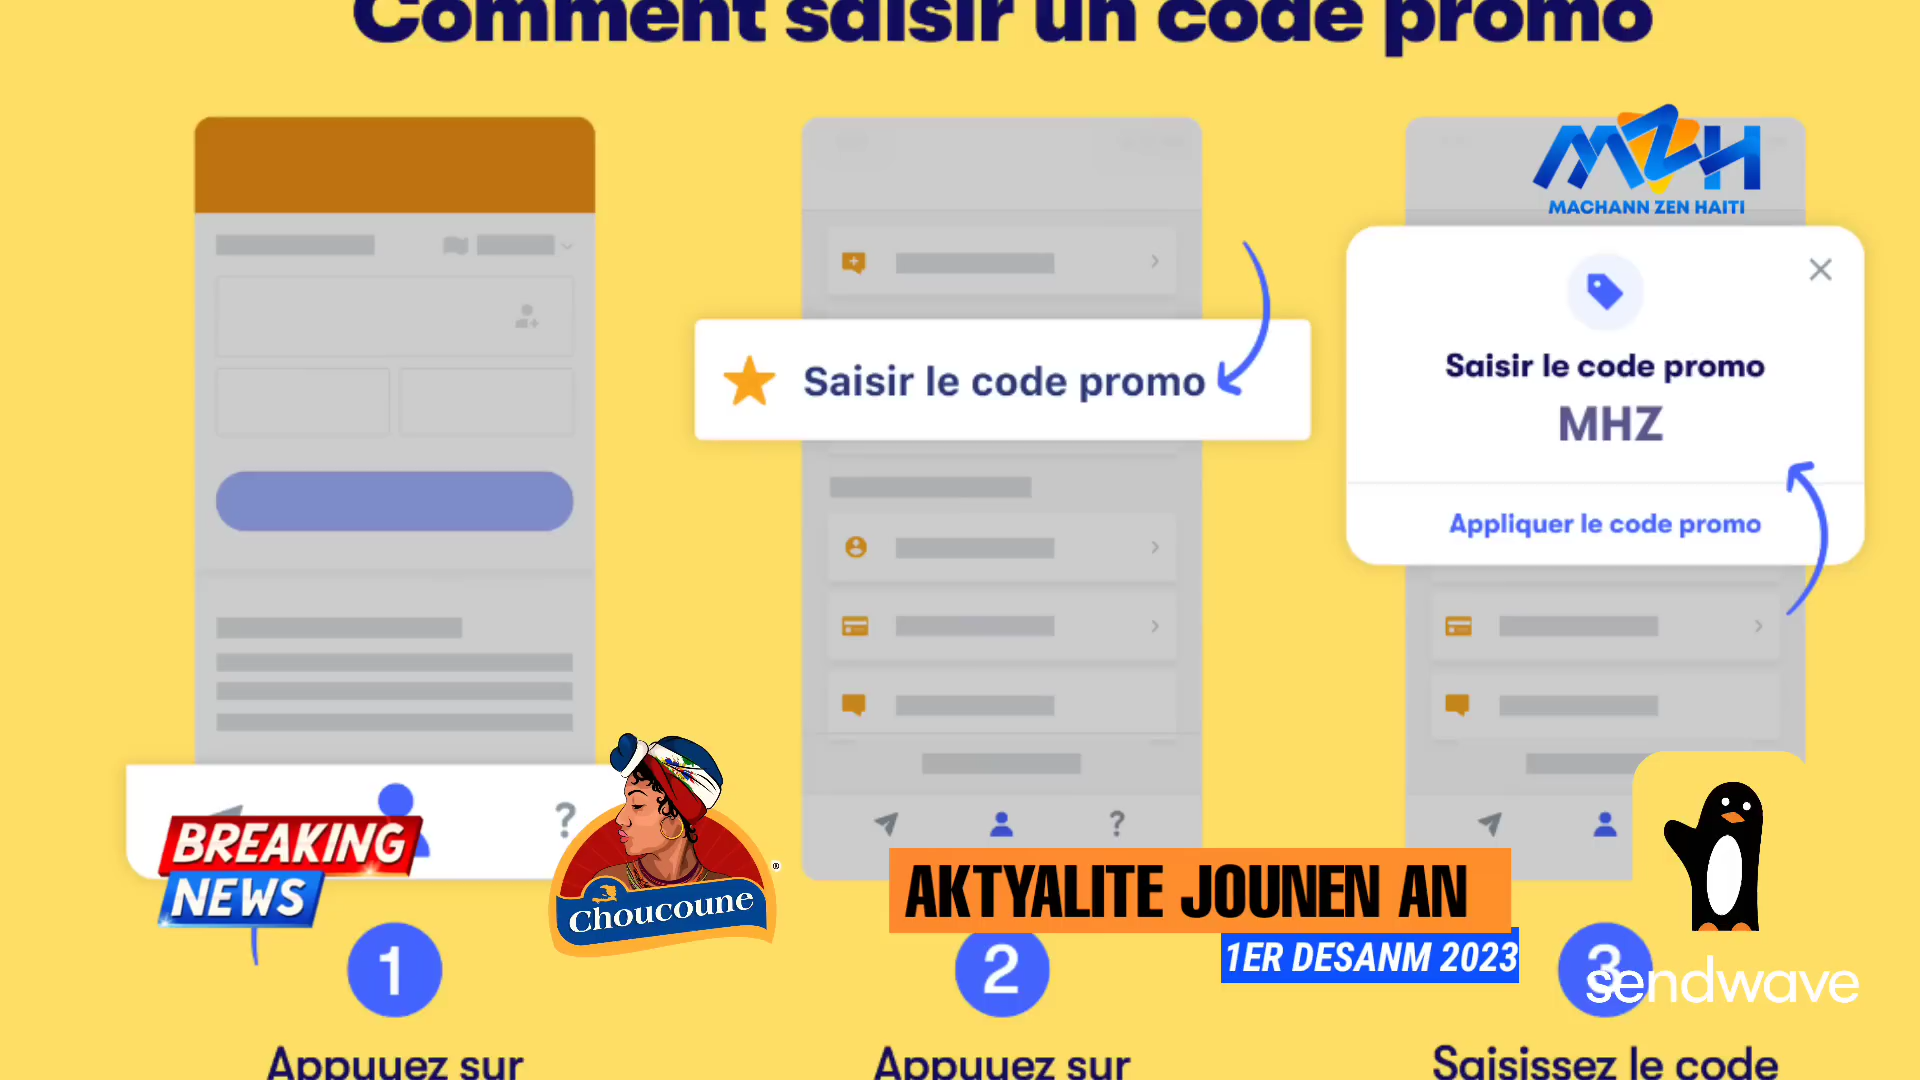 Comment saisir un code promo
MZH
MACHANN ZEN HAITI
Saisir le code promo
Saisir le code promo
MHZ
Appliquer le code promo
?
?
BREAKING
NEWS
Choucoune
®
AKTYALITE JOUNEN AN
1ER DESANM 2023
sendwave
1
2
3
Appuyez sur
Appuyez sur
Saisissez le code